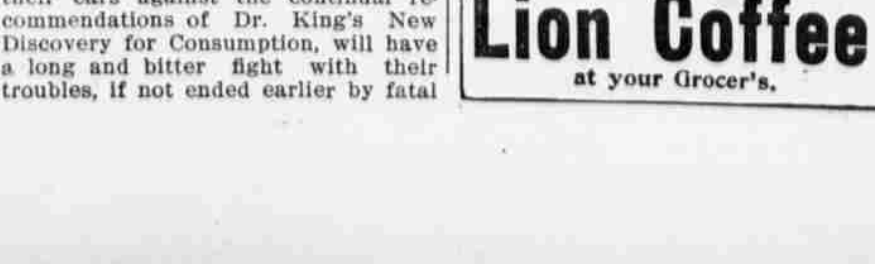 commendations of Dr. King's New
Discovery for Consumption, will have
a long and bitter fight with their
troubles, if not ended earlier by fatal
Lion Coffee
at your Grocer's.